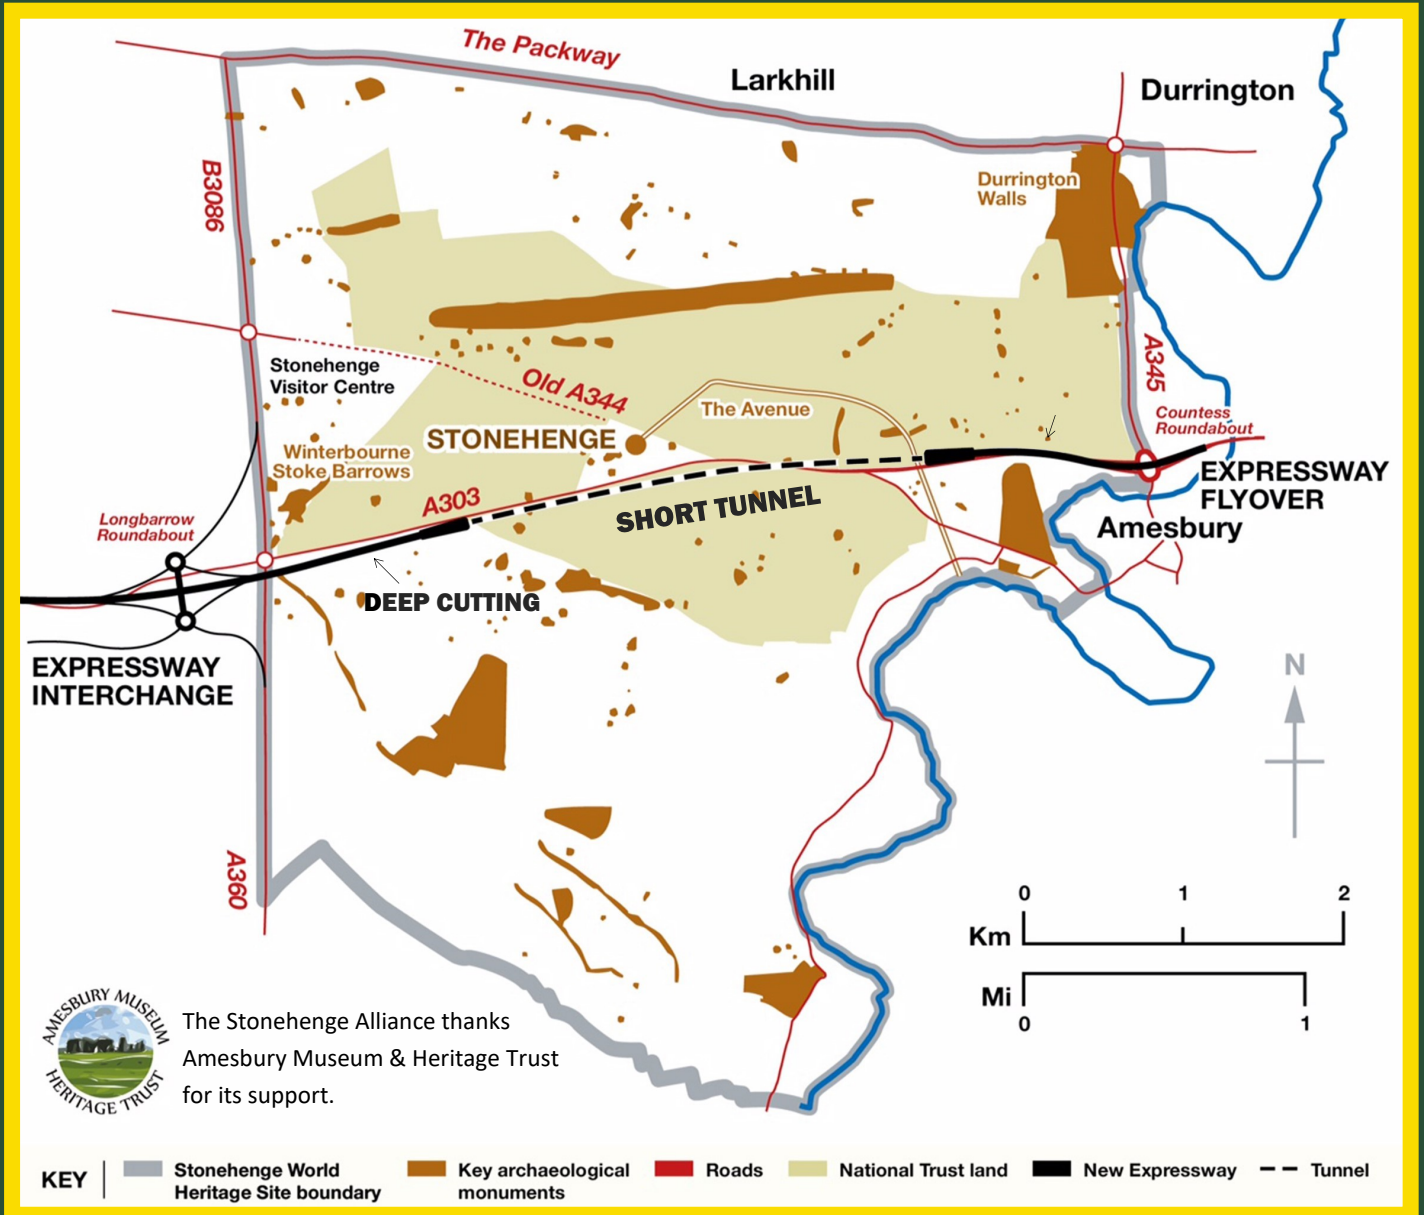 The Packway
Larkhill
Durrington
B3086
Durrington
Walls
Stonehenge
Visitor Centre
Old A344
The Avenue
A345
Countess
Roundabout
STONEHENGE
Winterbourne
Stoke Barrows
EXPRESSWAY
FLYOVER
A303
SHORT TUNNEL
Longbarrow
Roundabout
Amesbury
DEEP CUTTING
EXPRESSWAY
INTERCHANGE
N
A360
0 1 2
Km
Mi
0 1
AMESBURY MUSEUM
HERITAGE TRUST
The Stonehenge Alliance thanks
Amesbury Museum & Heritage Trust
for its support.
KEY
Stonehenge World
Heritage Site boundary
Key archaeological
monuments
Roads
National Trust land
New Expressway
Tunnel